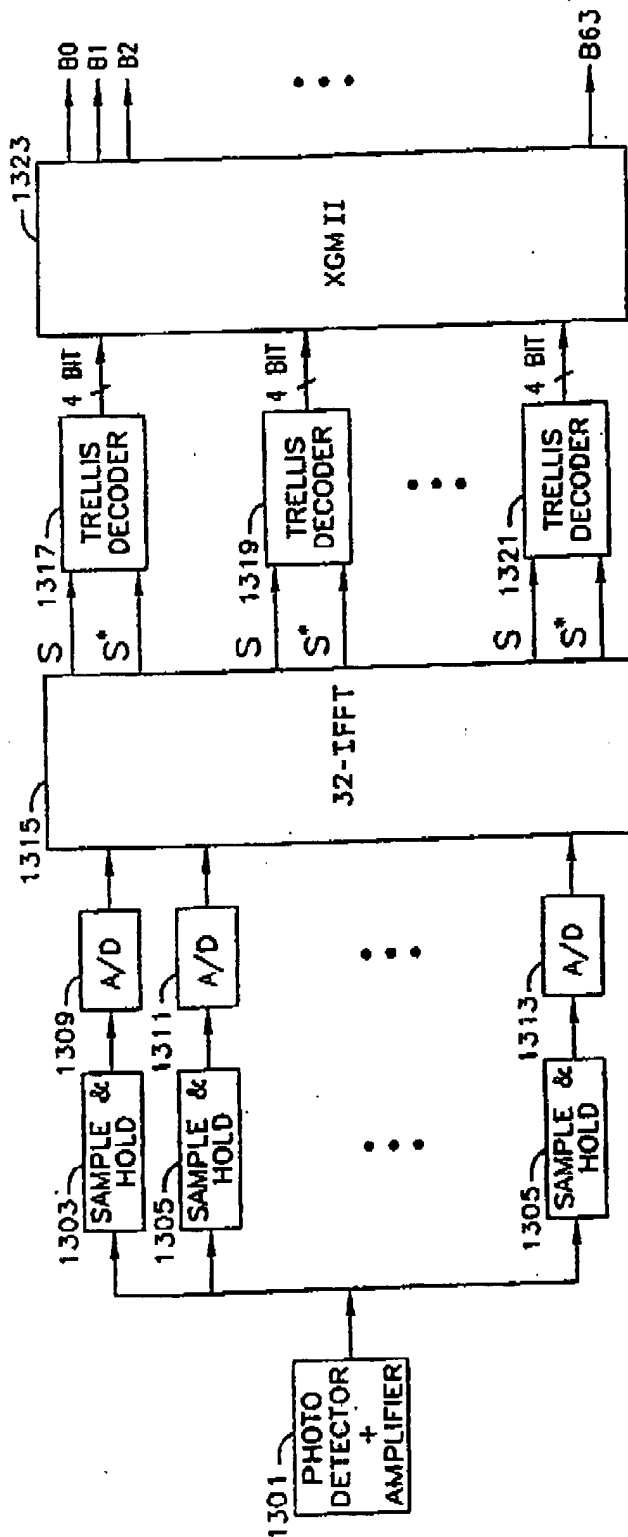 1301
PHOTO
DETECTOR
+
AMPLIFIER
1303
SAMPLE &
HOLD
1305
SAMPLE &
HOLD
1305
SAMPLE &
HOLD
1309
A/D
1311
A/D
1313
A/D
1315
32-IFFT
S
S*
S
S*
S
S*
1317
TRELLIS
DECODER
1319
TRELLIS
DECODER
1321
TRELLIS
DECODER
4 BIT
4 BIT
4 BIT
1323
XGM II
B0
B1
B2
B63